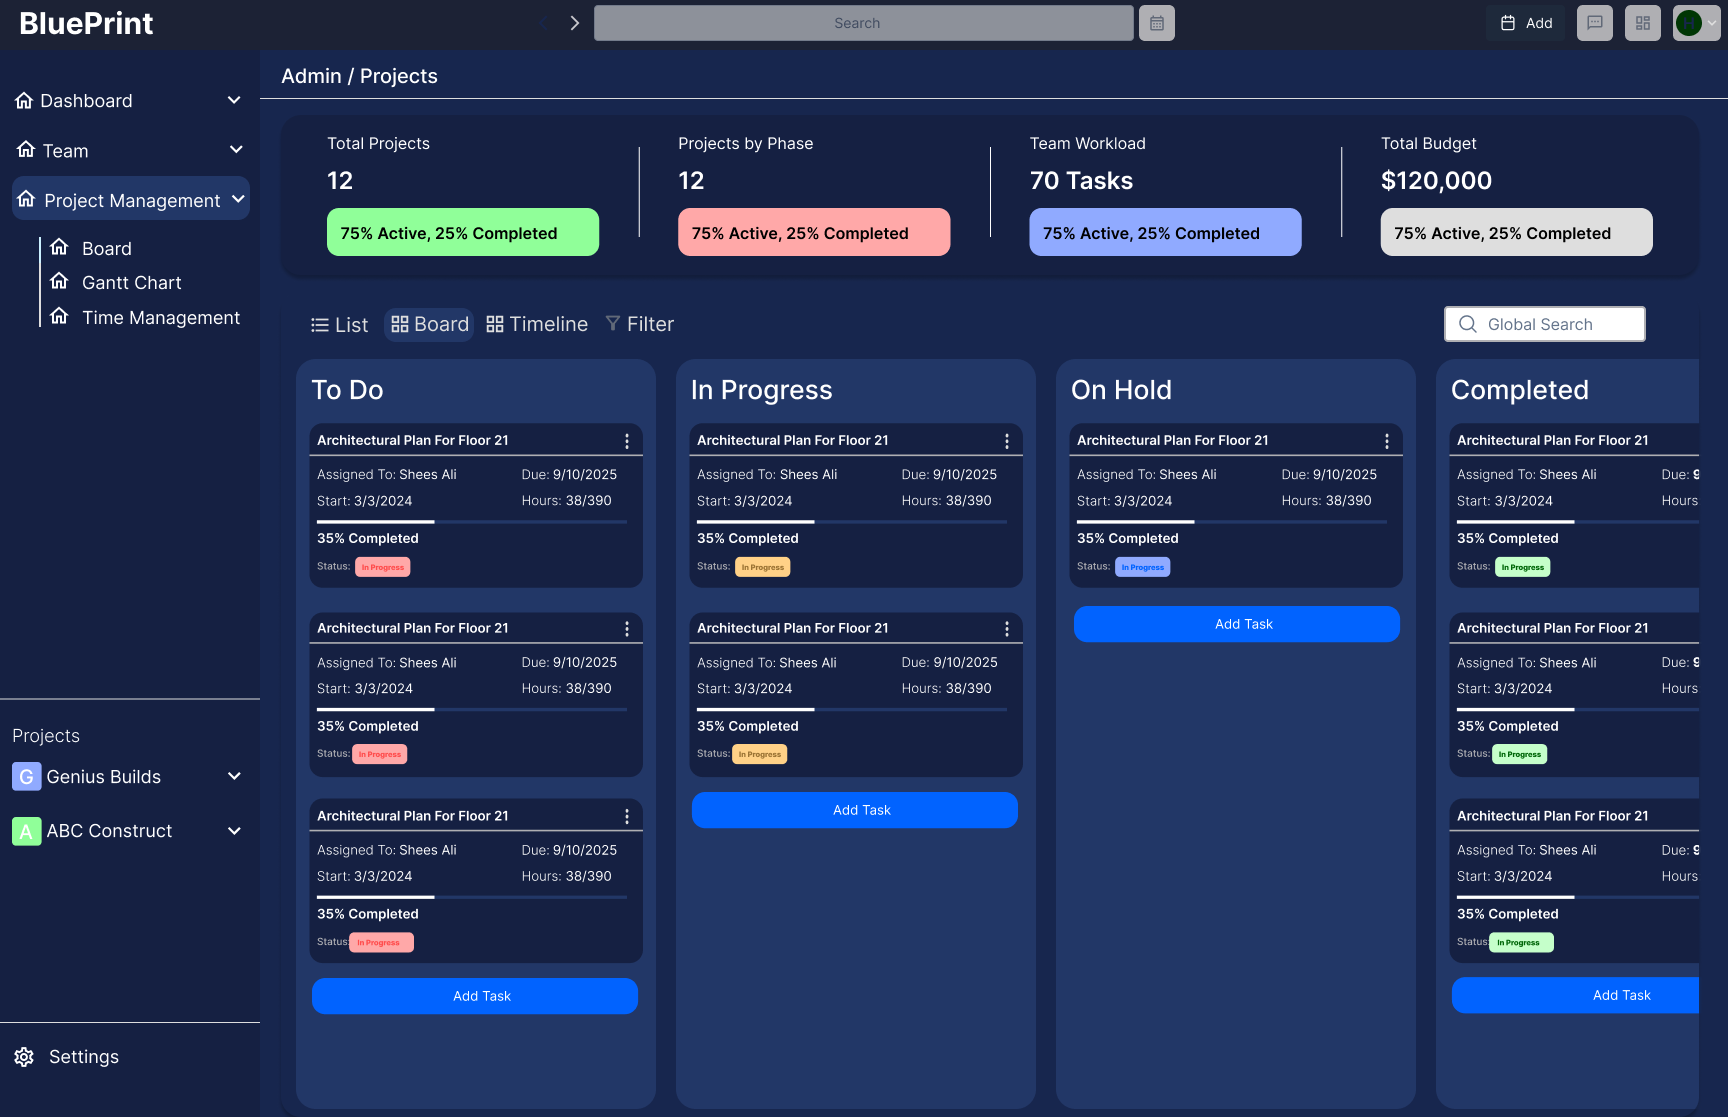 BluePrint
Search
Add
Dashboard
Team
Project Management
Board
Gantt Chart
Time Management
Projects
G Genius Builds
A ABC Construct
Settings
Admin / Projects
Total Projects
12
75% Active, 25% Completed
Projects by Phase
12
75% Active, 25% Completed
Team Workload
70 Tasks
75% Active, 25% Completed
Total Budget
$120,000
75% Active, 25% Completed
List Board Timeline Filter
Global Search
To Do
Architectural Plan For Floor 21
Assigned To: Shees Ali Due: 9/10/2025
Start: 3/3/2024 Hours: 38/390
35% Completed
Status: In Progress
Architectural Plan For Floor 21
Assigned To: Shees Ali Due: 9/10/2025
Start: 3/3/2024 Hours: 38/390
35% Completed
Status: In Progress
Architectural Plan For Floor 21
Assigned To: Shees Ali Due: 9/10/2025
Start: 3/3/2024 Hours: 38/390
35% Completed
Status: In Progress
Add Task
In Progress
Architectural Plan For Floor 21
Assigned To: Shees Ali Due: 9/10/2025
Start: 3/3/2024 Hours: 38/390
35% Completed
Status: In Progress
Architectural Plan For Floor 21
Assigned To: Shees Ali Due: 9/10/2025
Start: 3/3/2024 Hours: 38/390
35% Completed
Status: In Progress
Add Task
On Hold
Architectural Plan For Floor 21
Assigned To: Shees Ali Due: 9/10/2025
Start: 3/3/2024 Hours: 38/390
35% Completed
Status: In Progress
Add Task
Completed
Architectural Plan For Floor 21
Assigned To: Shees Ali Due: 9
Start: 3/3/2024 Hours
35% Completed
Status: In Progress
Architectural Plan For Floor 21
Assigned To: Shees Ali Due: 9
Start: 3/3/2024 Hours
35% Completed
Status: In Progress
Architectural Plan For Floor 21
Assigned To: Shees Ali Due: 9
Start: 3/3/2024 Hours
35% Completed
Status: In Progress
Add Task